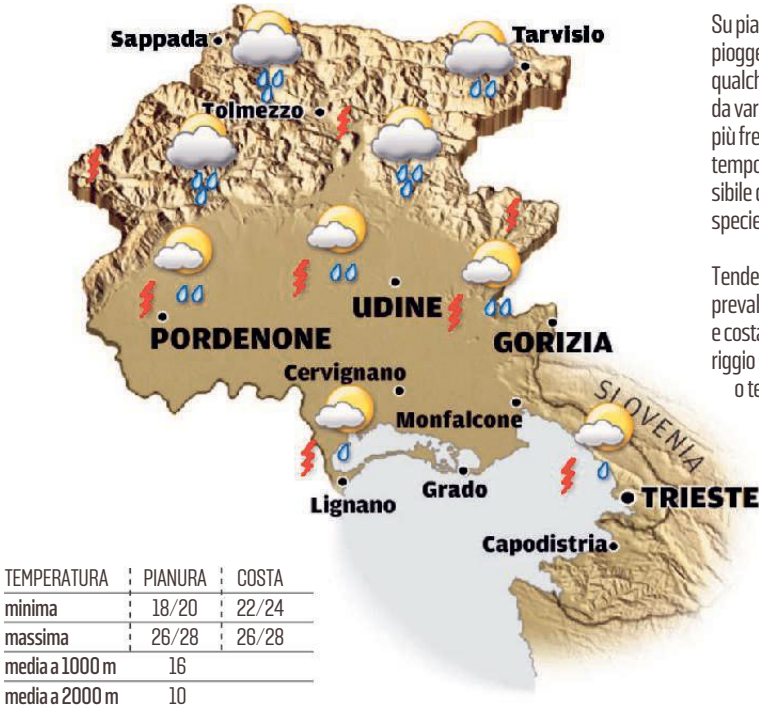 Sappada
Tarvisio
Tolmezzo
UDINE
PORDENONE
GORIZIA
Cervignano
Monfalcone
SLOVENIA
Lignano
Grado
TRIESTE
Capodistria
Su pia
piogge
qualch
da var
più fre
tempo
sibile
specie
Tende
preval
e costa
riggio
o te
TEMPERATURA PIANURA COSTA
minima 18/20 22/24
massima 26/28 26/28
media a 1000 m 16
media a 2000 m 10